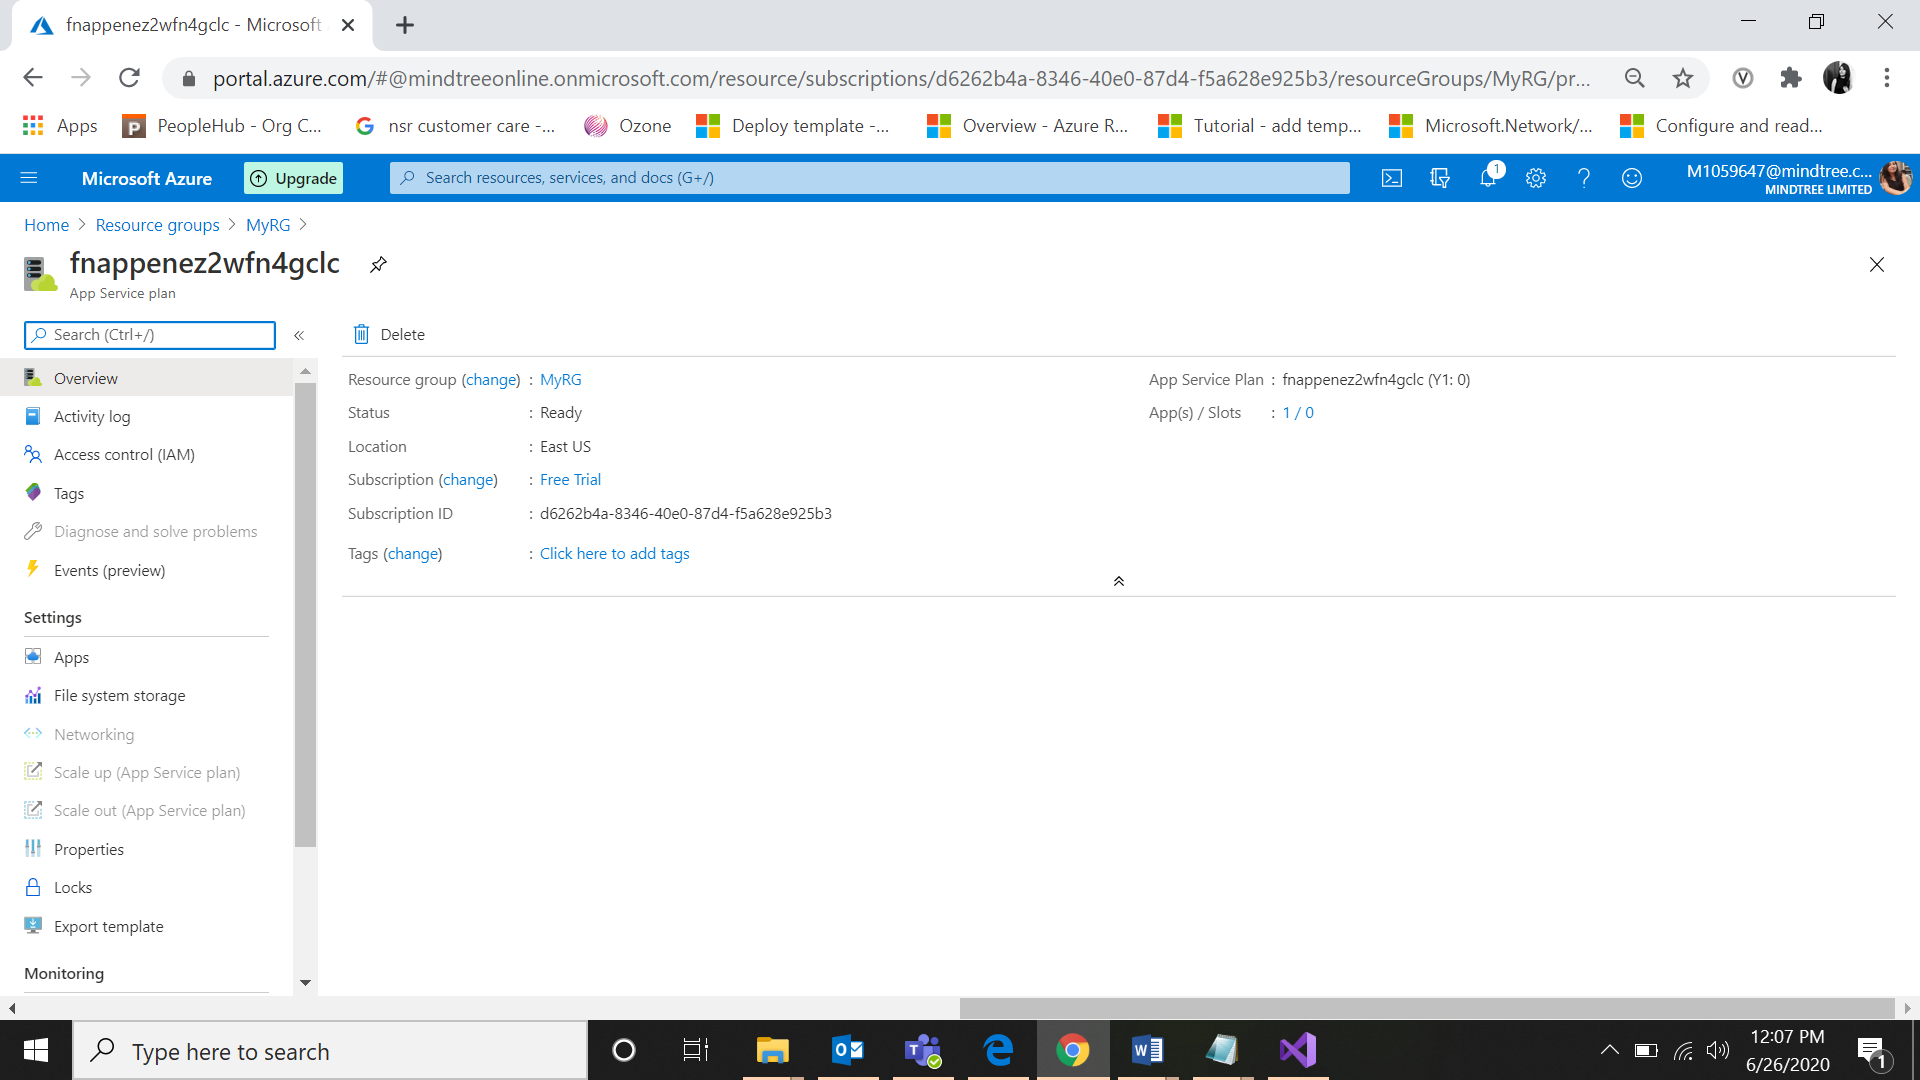 fnappenez2wfn4gclc - Microsoft
portal.azure.com/#@mindtreeonline.onmicrosoft.com/resource/subscriptions/d6262b4a-8346-40e0-87d4-f5a628e925b3/resourceGroups/MyRG/pr...
Apps PeopleHub - Org C... nsr customer care -... Ozone Deploy template -... Overview - Azure R... Tutorial - add temp... Microsoft.Network/... Configure and read...
Microsoft Azure Upgrade Search resources, services, and docs (G+/) 1 M1059647@mindtree.c...
MINDTREE LIMITED
Home > Resource groups > MyRG >
fnappenez2wfn4gclc
App Service plan
Search (Ctrl+/) «
Delete
Overview
Activity log
Access control (IAM)
Tags
Diagnose and solve problems
Events (preview)
Settings
Apps
File system storage
Networking
Scale up (App Service plan)
Scale out (App Service plan)
Properties
Locks
Export template
Monitoring
Resource group (change) : MyRG
Status : Ready
Location : East US
Subscription (change) : Free Trial
Subscription ID : d6262b4a-8346-40e0-87d4-f5a628e925b3
Tags (change) : Click here to add tags
App Service Plan : fnappenez2wfn4gclc (Y1: 0)
App(s) / Slots : 1 / 0
Type here to search
12:07 PM
6/26/2020
1